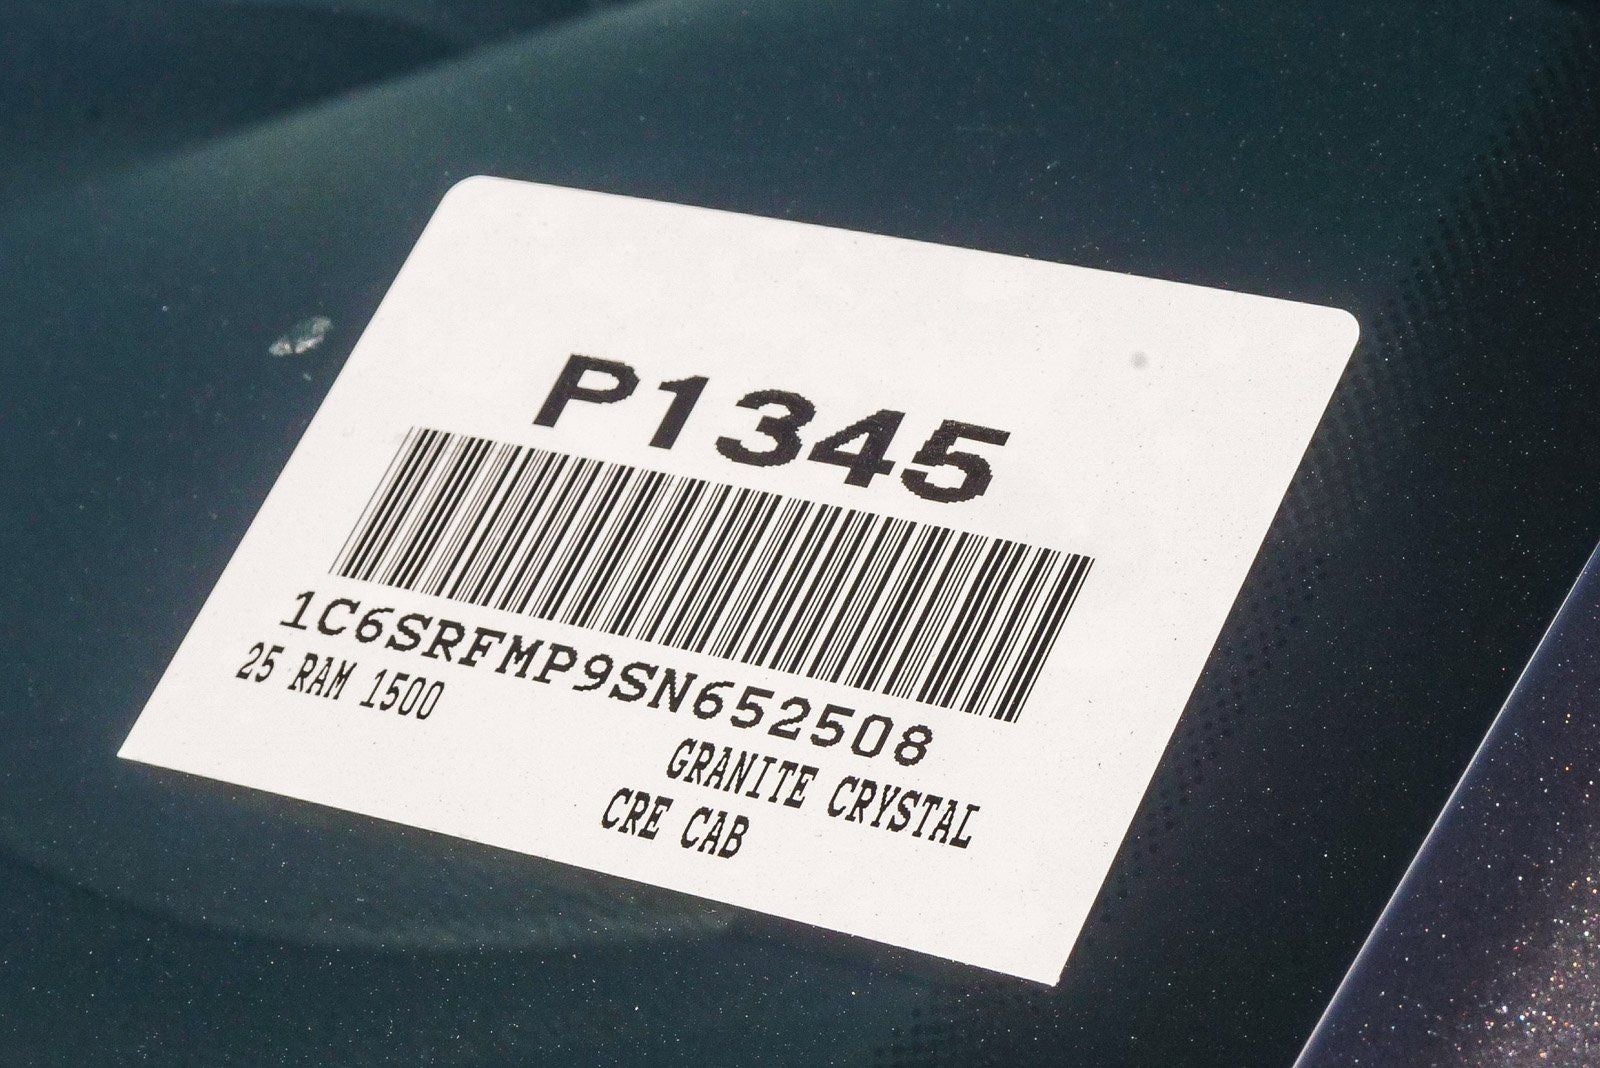 P1345
1C6SRFMP9SN652508
25 RAM 1500
GRANITE CRYSTAL
CRE CAB